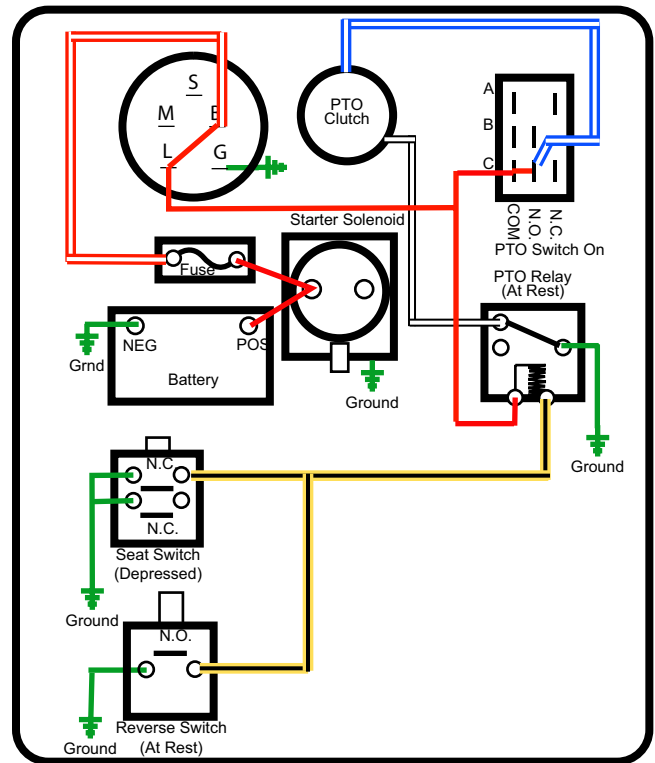 S
M
B
L
G
PTO
Clutch
A
B
C
COM
N.O.
N.C.
PTO Switch On
Starter Solenoid
Fuse
PTO Relay
(At Rest)
NEG
POS
Grnd
Battery
Ground
Ground
N.C.
N.C.
Seat Switch
(Depressed)
Ground
N.O.
Reverse Switch
(At Rest)
Ground